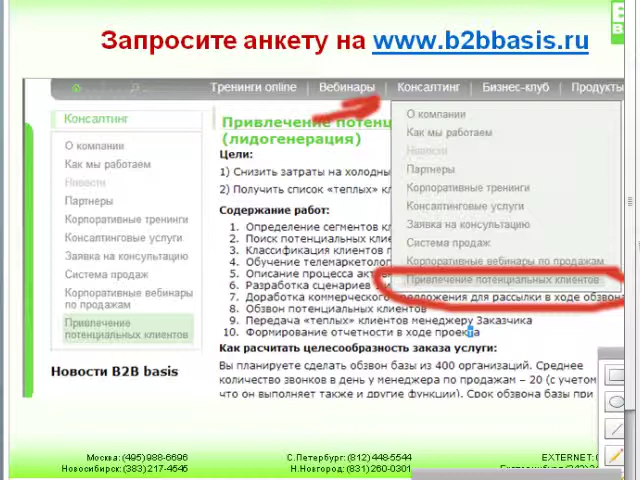 Запросите анкету на www.b2bbasis.ru
Тренинги online | Вебинары | Консалтинг | Бизнес-клуб | Продукты
Консалтинг
О компании
Как мы работаем
Новости
Партнеры
Корпоративные тренинги
Консалтинговые услуги
Заявка на консультацию
Система продаж
Корпоративные вебинары
по продажам
Привлечение
потенциальных клиентов
Новости B2B basis
Привлечение
(лидогенерация)
Цели:
1) Снизить затраты на
2) Получить список «теплых»
Содержание работ:
1. Определение сегментов
2. Поиск потенциальных
3. Классификация клиентов
4. Обучение
5. Описание процесса
6. Разработка сценариев
7. Доработка коммерческого предложения для рассылки в ходе
8. Обзвон потенциальных клиентов
9. Передача «теплых» клиентов менеджеру Заказчика
10. Формирование отчетности в ходе проекта
Как расчитать целесообразность заказа услуги:
Вы планируете сделать обзвон базы из 400 организаций. Среднее
количество звонков в день у менеджера по продажам – 20 (с учетом
что он выполняет также и другие функции). Срок обзвона базы при
О компании
Как мы работаем
Новости
Партнеры
Корпоративные тренинги
Консалтинговые услуги
Заявка на консультацию
Система продаж
Корпоративные вебинары по продажам
Привлечение потенциальных клиентов
Москва: (495) 988-6696 С.Петербург: (812) 448-5544 EXTERNET:
Новосибирск: (383) 217-4545 Н.Новгород: (831) 260-0301